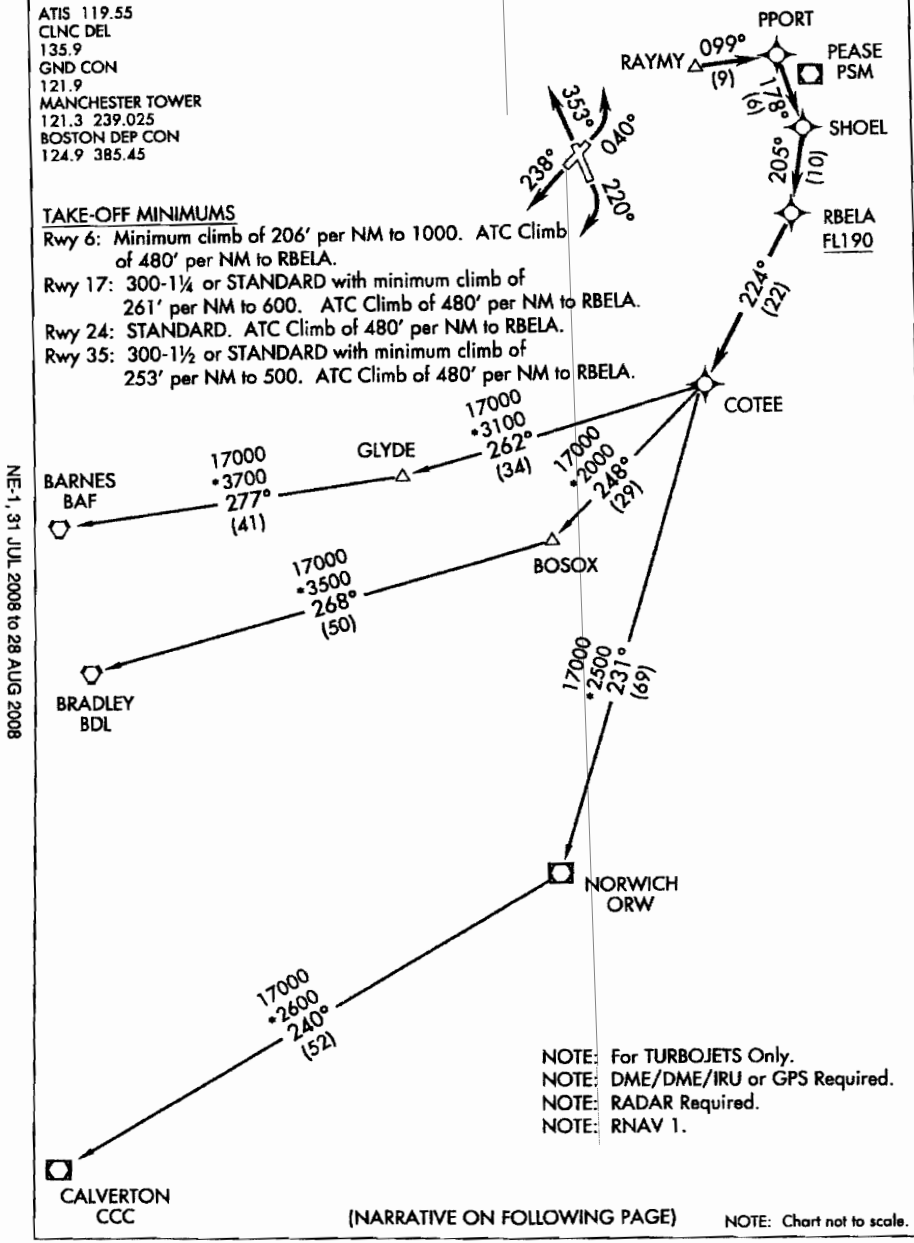 ATIS 119.55
CLNC DEL
135.9
GND CON
121.9
MANCHESTER TOWER
121.3 239.025
BOSTON DEP CON
124.9 385.45
PPORT
RAYMY
099°
(9)
PEASE
PSM
178°
(6)
SHOEL
205°
(10)
RBELA
FL190
353°
040°
238°
220°
TAKE-OFF MINIMUMS
Rwy 6: Minimum climb of 206' per NM to 1000. ATC Climb
of 480' per NM to RBELA.
Rwy 17: 300-1¼ or STANDARD with minimum climb of
261' per NM to 600. ATC Climb of 480' per NM to RBELA.
Rwy 24: STANDARD. ATC Climb of 480' per NM to RBELA.
Rwy 35: 300-1½ or STANDARD with minimum climb of
253' per NM to 500. ATC Climb of 480' per NM to RBELA.
224°
(22)
COTEE
17000
*3100
262°
(34)
GLYDE
17000
*3700
277°
(41)
BARNES
BAF
17000
*2000
248°
(29)
BOSOX
17000
*3500
268°
(50)
BRADLEY
BDL
17000
*2500
231°
(69)
NORWICH
ORW
17000
*2600
240°
(52)
CALVERTON
CCC
NOTE: For TURBOJETS Only.
NOTE: DME/DME/IRU or GPS Required.
NOTE: RADAR Required.
NOTE: RNAV 1.
(NARRATIVE ON FOLLOWING PAGE)
NOTE: Chart not to scale.
NE-1, 31 JUL 2008 to 28 AUG 2008